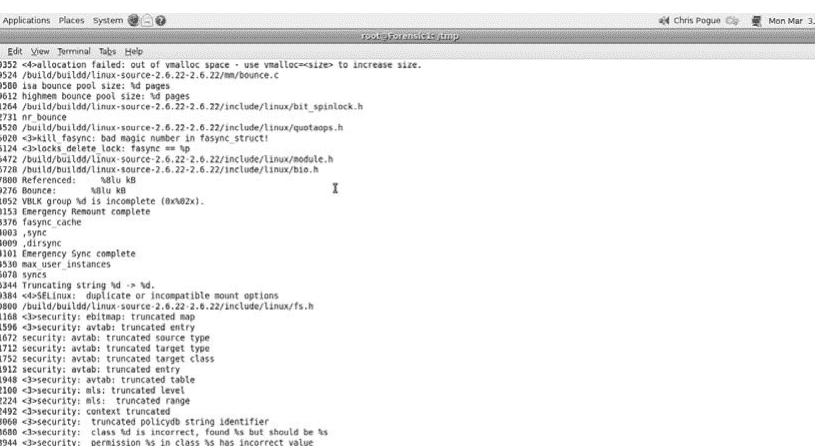 Applications Places System Chris Pogue Mon Mar 3,
root@Forensic1: /tmp
Edit View Terminal Tabs Help
0352 <4>allocation failed: out of vmalloc space - use vmalloc=<size> to increase size.
9524 /build/buildd/linux-source-2.6.22-2.6.22/mm/bounce.c
9580 isa bounce pool size: %d pages
9612 highmem bounce pool size: %d pages
1264 /build/buildd/linux-source-2.6.22-2.6.22/include/linux/bit_spinlock.h
2731 nr_bounce
4520 /build/buildd/linux-source-2.6.22-2.6.22/include/linux/quotaops.h
5020 <3>kill_fasync: bad magic number in fasync_struct!
6124 <3>locks_delete_lock: fasync == %p
5472 /build/buildd/linux-source-2.6.22-2.6.22/include/linux/module.h
6728 /build/buildd/linux-source-2.6.22-2.6.22/include/linux/bio.h
7800 Referenced: %8lu kB
9276 Bounce: %8lu kB
1052 VBLK group %d is incomplete (0x%02x).
3153 Emergency Remount complete
3376 fasync_cache
4003 ,sync
4009 ,dirsync
4101 Emergency Sync complete
4530 max_user_instances
5078 syncs
5344 Truncating string %d -> %d.
9384 <4>SELinux: duplicate or incompatible mount options
0800 /build/buildd/linux-source-2.6.22-2.6.22/include/linux/fs.h
1168 <3>security: ebitmap: truncated map
1596 <3>security: avtab: truncated entry
1672 security: avtab: truncated source type
1712 security: avtab: truncated target type
1752 security: avtab: truncated target class
1912 security: avtab: truncated entry
1948 <3>security: avtab: truncated table
2100 <3>security: mls: truncated level
2224 <3>security: mls: truncated range
2492 <3>security: context truncated
3060 <3>security: truncated policydb string identifier
3680 <3>security: class %d is incorrect, found %s but should be %s
3944 <3>security: permission %s in class %s has incorrect value